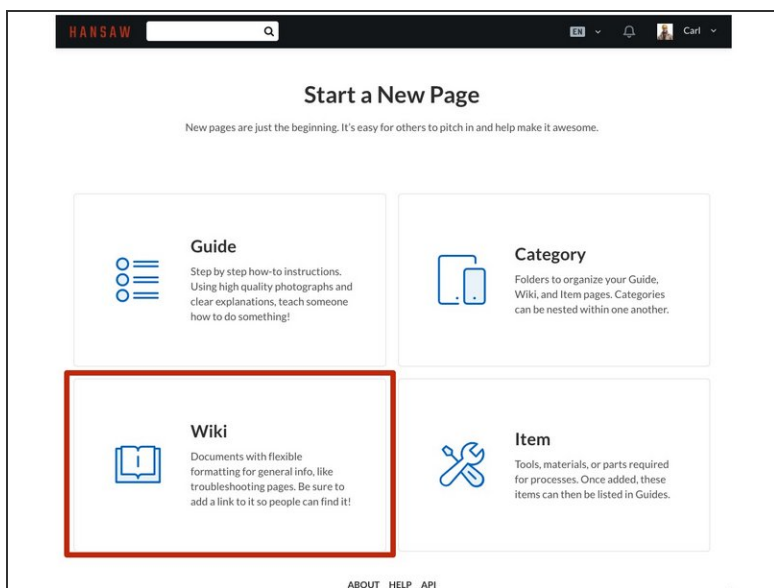 HANSAW
EN
Carl
Start a New Page
New pages are just the beginning. It's easy for others to pitch in and help make it awesome.
Guide
Step by step how-to instructions.
Using high quality photographs and
clear explanations, teach someone
how to do something!
Category
Folders to organize your Guide,
Wiki, and Item pages. Categories
can be nested within one another.
Wiki
Documents with flexible
formatting for general info, like
troubleshooting pages. Be sure to
add a link to it so people can find it!
Item
Tools, materials, or parts required
for processes. Once added, these
items can then be listed in Guides.
ABOUT HELP API